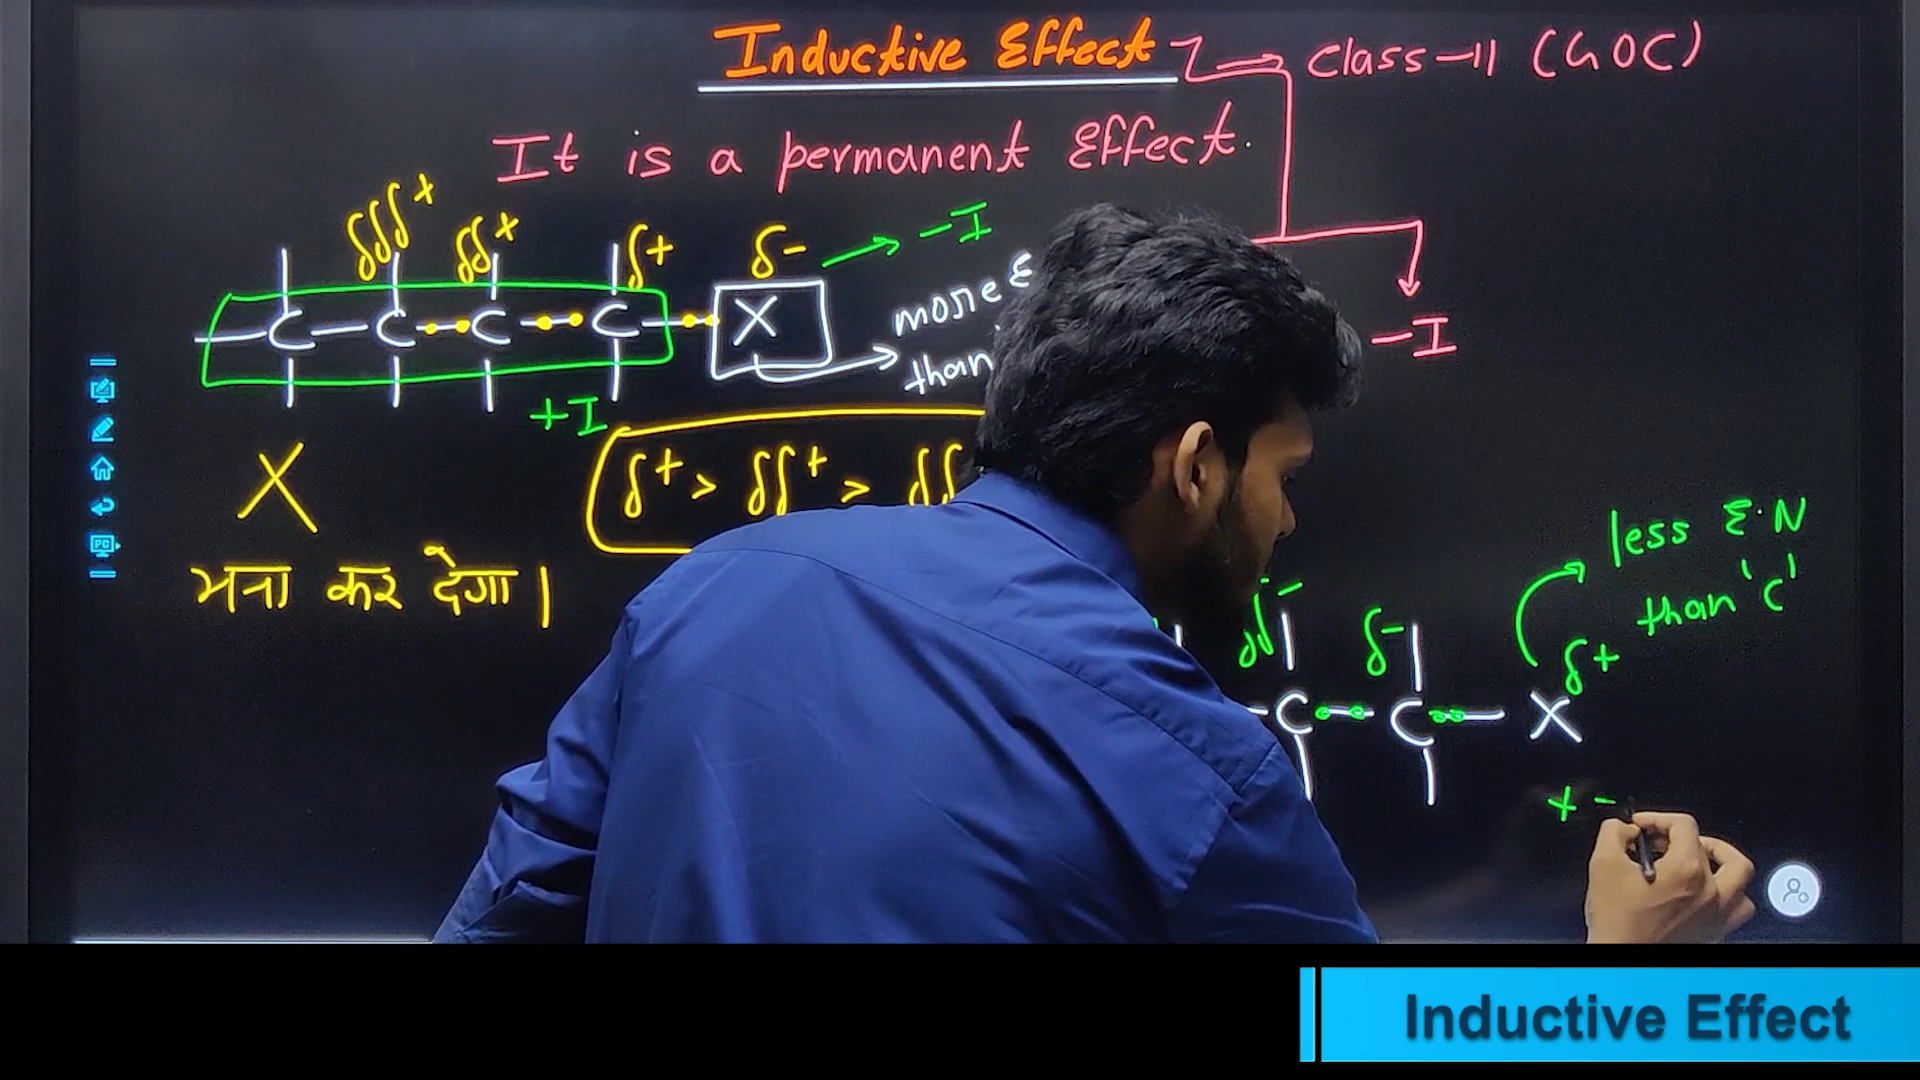 Inductive Effect → Class-11 (GOC)
It is a permanent Effect.
δδδ+ δδ+ δ+ δ- → -I
-C-C-C-C-X
more E
than
-I
+I
δ+ > δδ+ >
X
मना कर देगा।
less E.N
than 'C'
δδ- δ- δ+
-C-C-X
+-
PC
Inductive Effect